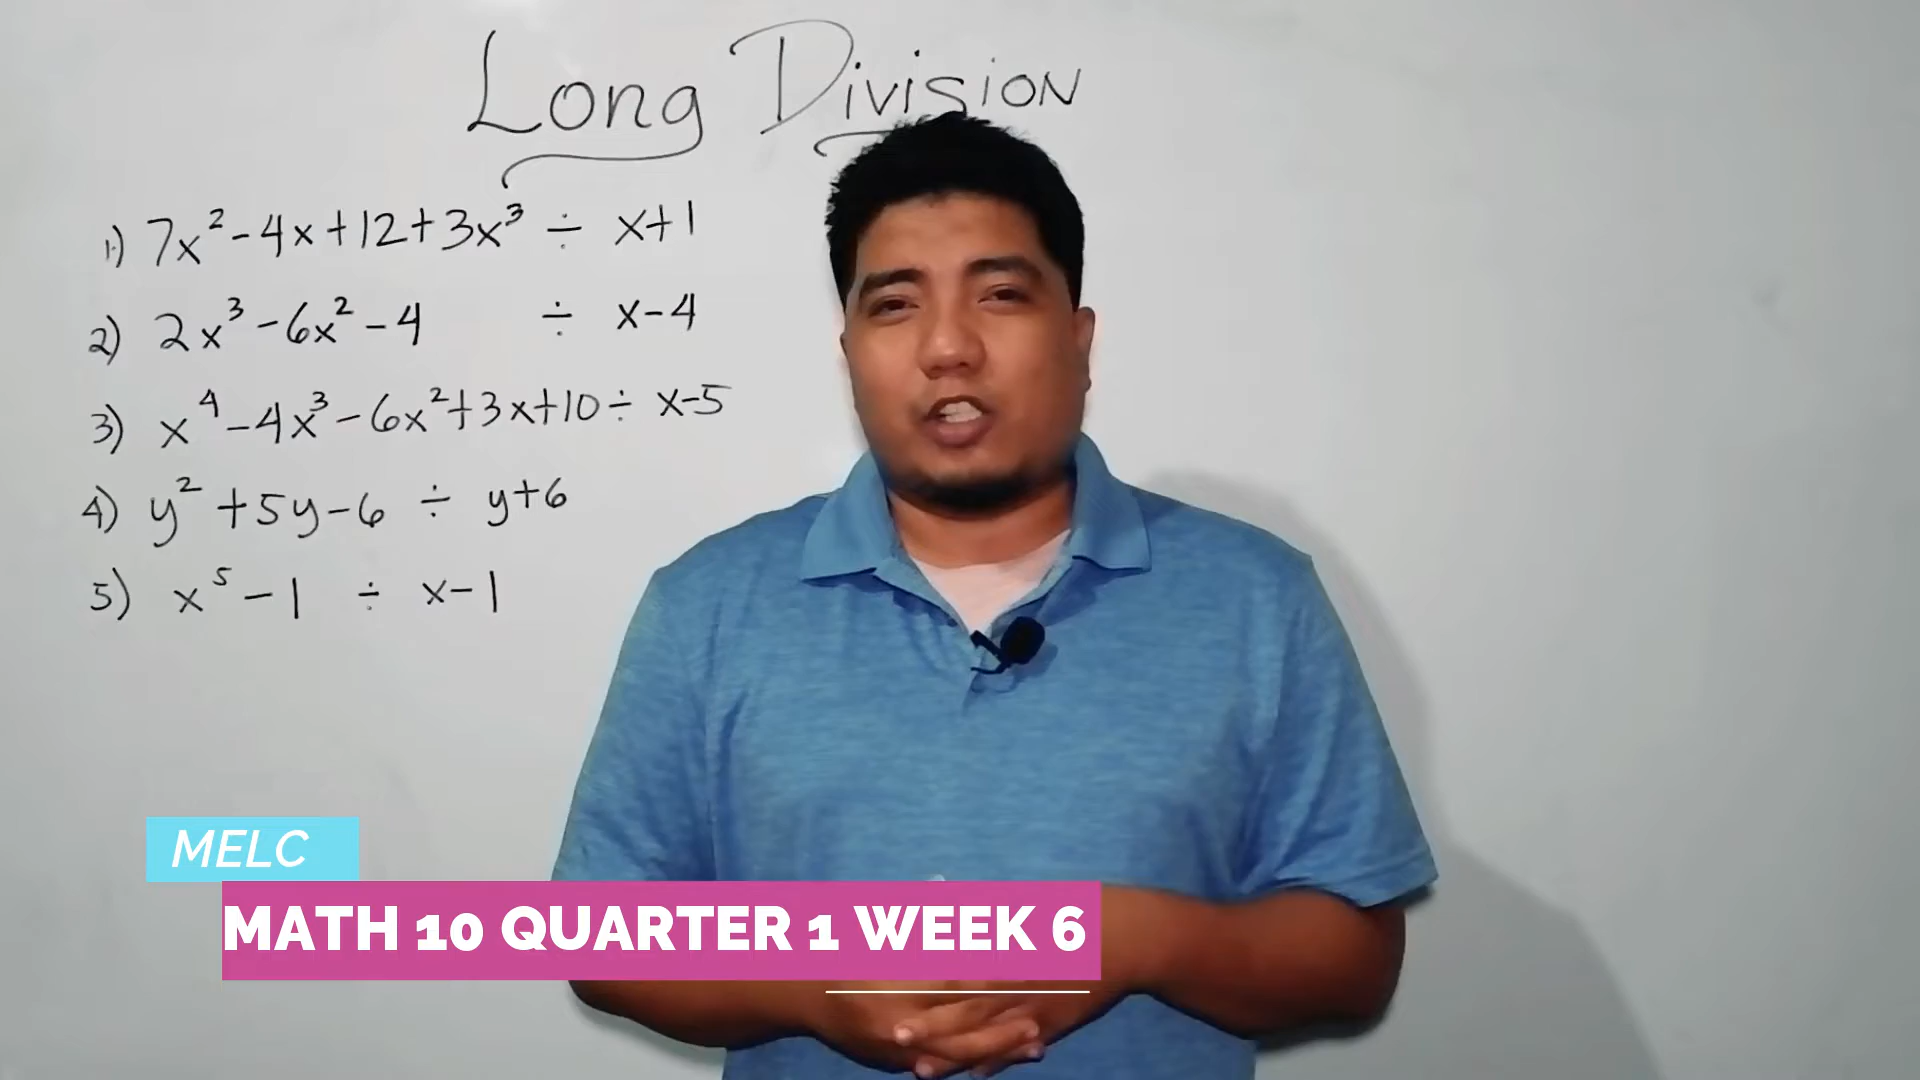 Long Division
1) 7x² - 4x + 12 + 3x³ ÷ x+1
2) 2x³ - 6x² - 4 ÷ x-4
3) x⁴ - 4x³ - 6x² + 3x + 10 ÷ x-5
4) y² + 5y - 6 ÷ y+6
5) x⁵ - 1 ÷ x-1
MELC
MATH 10 QUARTER 1 WEEK 6